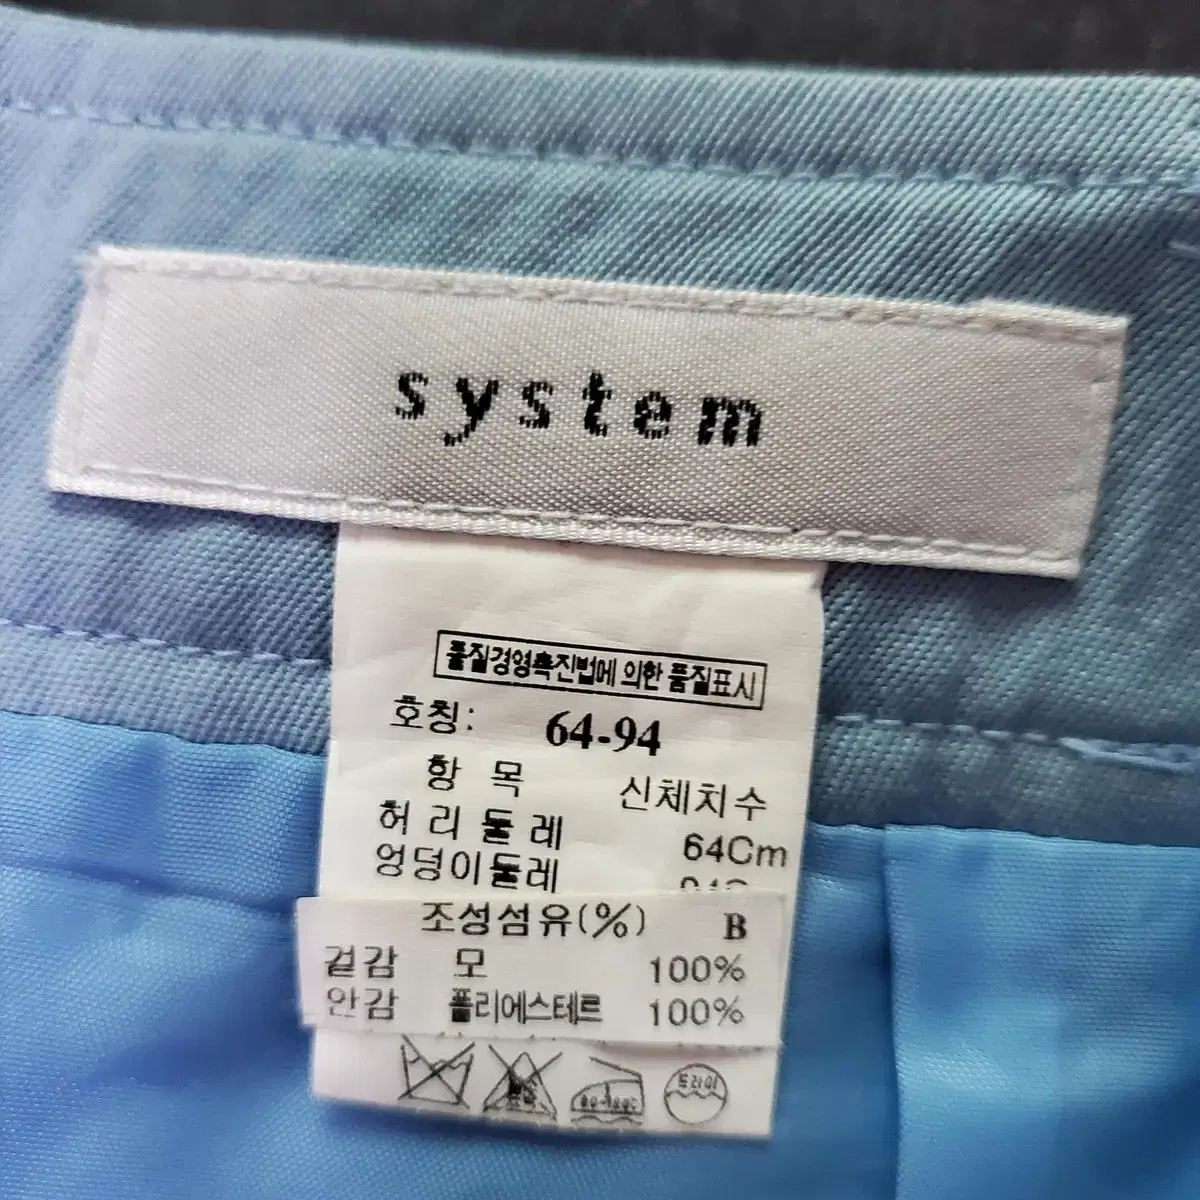 system
품질경영촉진법에 의한 품질표시
호칭: 64-94
항 목 신체치수
허리둘레 64Cm
엉덩이둘레
조성섬유(%) B
겉감 모 100%
안감 폴리에스테르 100%
드라이